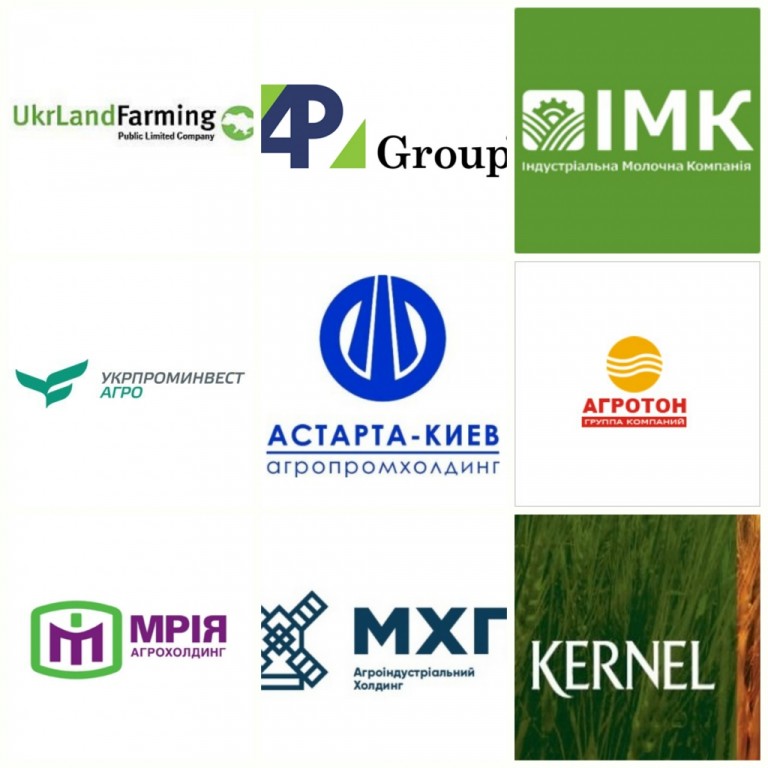 UkrLandFarming
Public Limited Company
4P
Group
ІМК
Індустріальна Молочна Компанія
УКРПРОМИНВЕСТ
АГРО
АСТАРТА-КИЕВ
агропромхолдинг
АГРОТОН
ГРУППА КОМПАНИЙ
МРІЯ
АГРОХОЛДИНГ
МХП
Агроіндустріальний
Холдинг
KERNEL